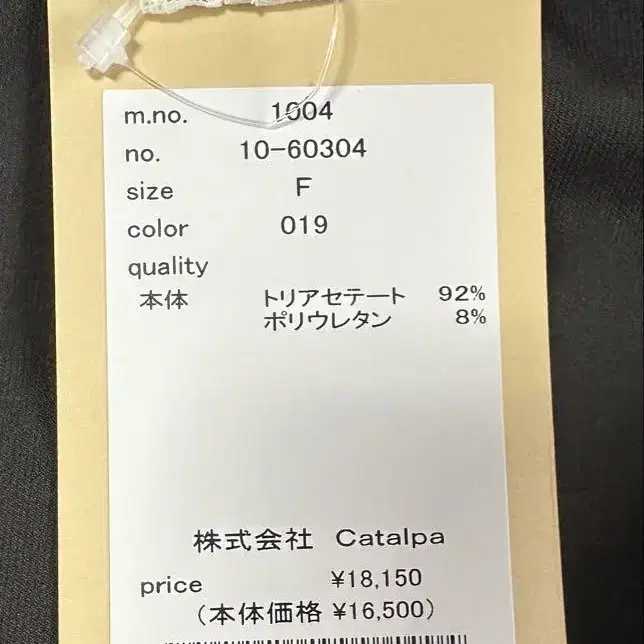 m.no. 1004
no. 10-60304
size F
color 019
quality
本体 トリアセテート 92%
ポリウレタン 8%
株式会社 Catalpa
price ¥18,150
(本体価格 ¥16,500)